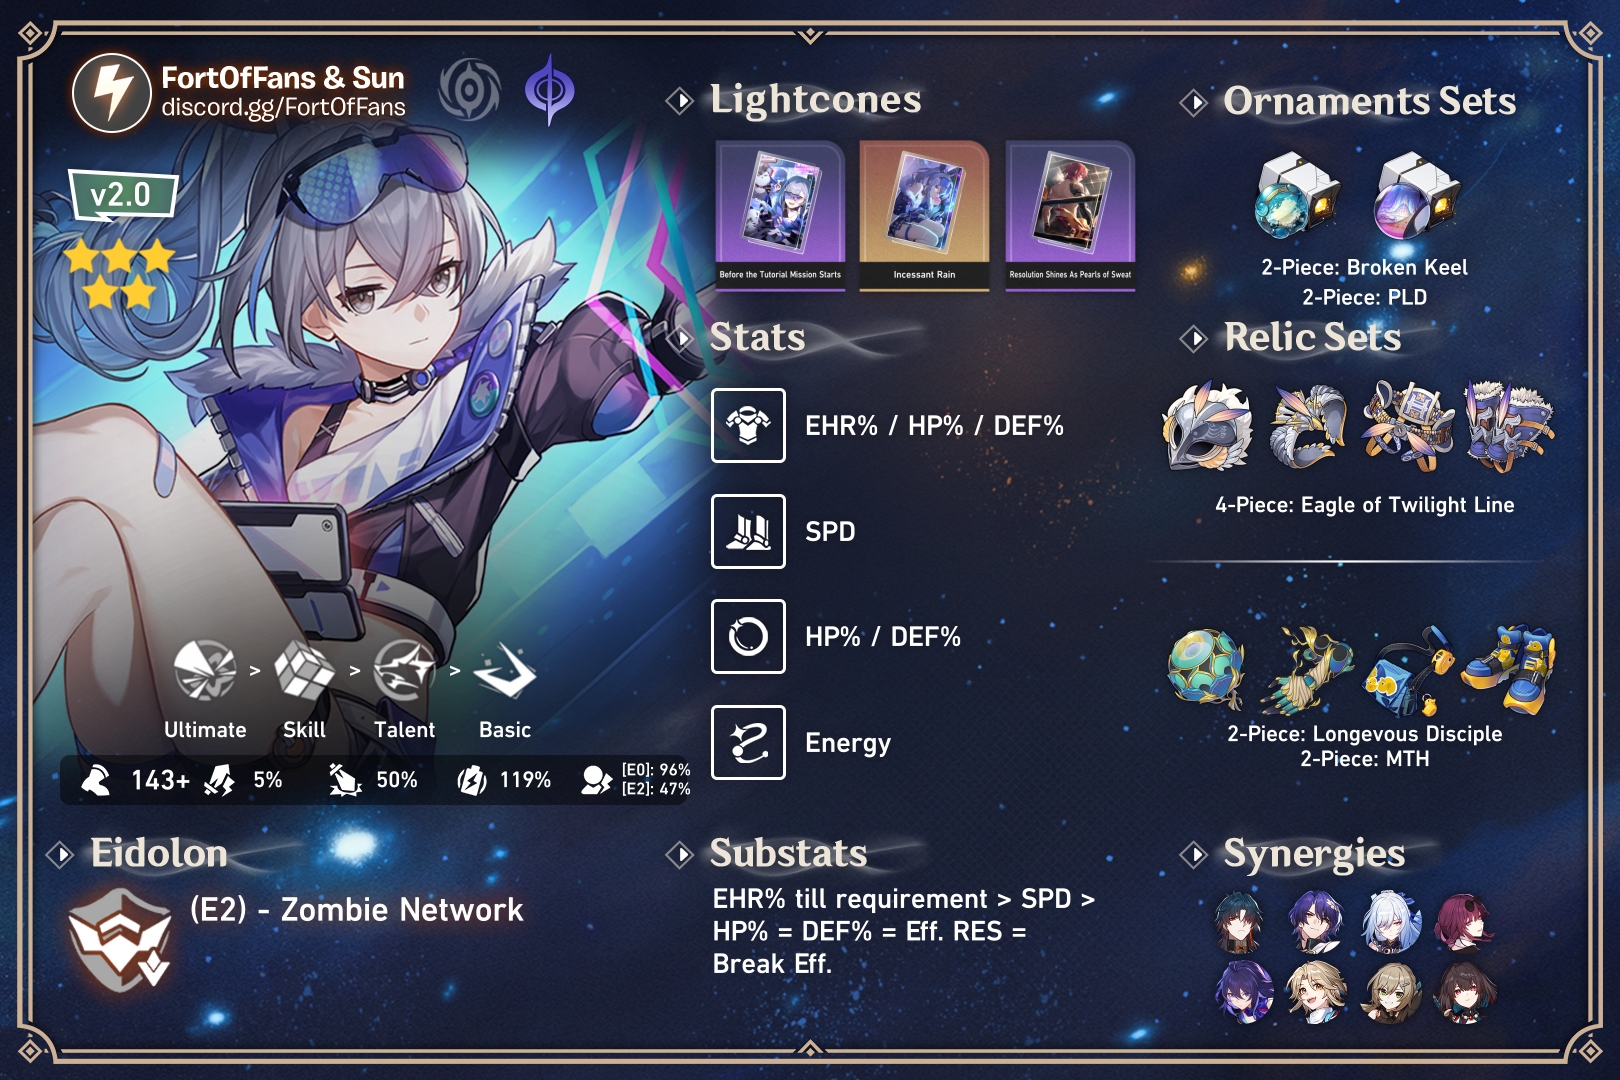 FortOfFans & Sun
discord.gg/FortOfFans
v2.0
Ultimate > Skill > Talent > Basic
143+ 5% 50% 119% [E0]: 96%
[E2]: 47%
Eidolon
(E2) - Zombie Network
Lightcones
Before the Tutorial Mission Starts
Incessant Rain
Resolution Shines As Pearls of Sweat
Stats
EHR% / HP% / DEF%
SPD
HP% / DEF%
Energy
Substats
EHR% till requirement > SPD >
HP% = DEF% = Eff. RES =
Break Eff.
Ornaments Sets
2-Piece: Broken Keel
2-Piece: PLD
Relic Sets
4-Piece: Eagle of Twilight Line
2-Piece: Longevous Disciple
2-Piece: MTH
Synergies